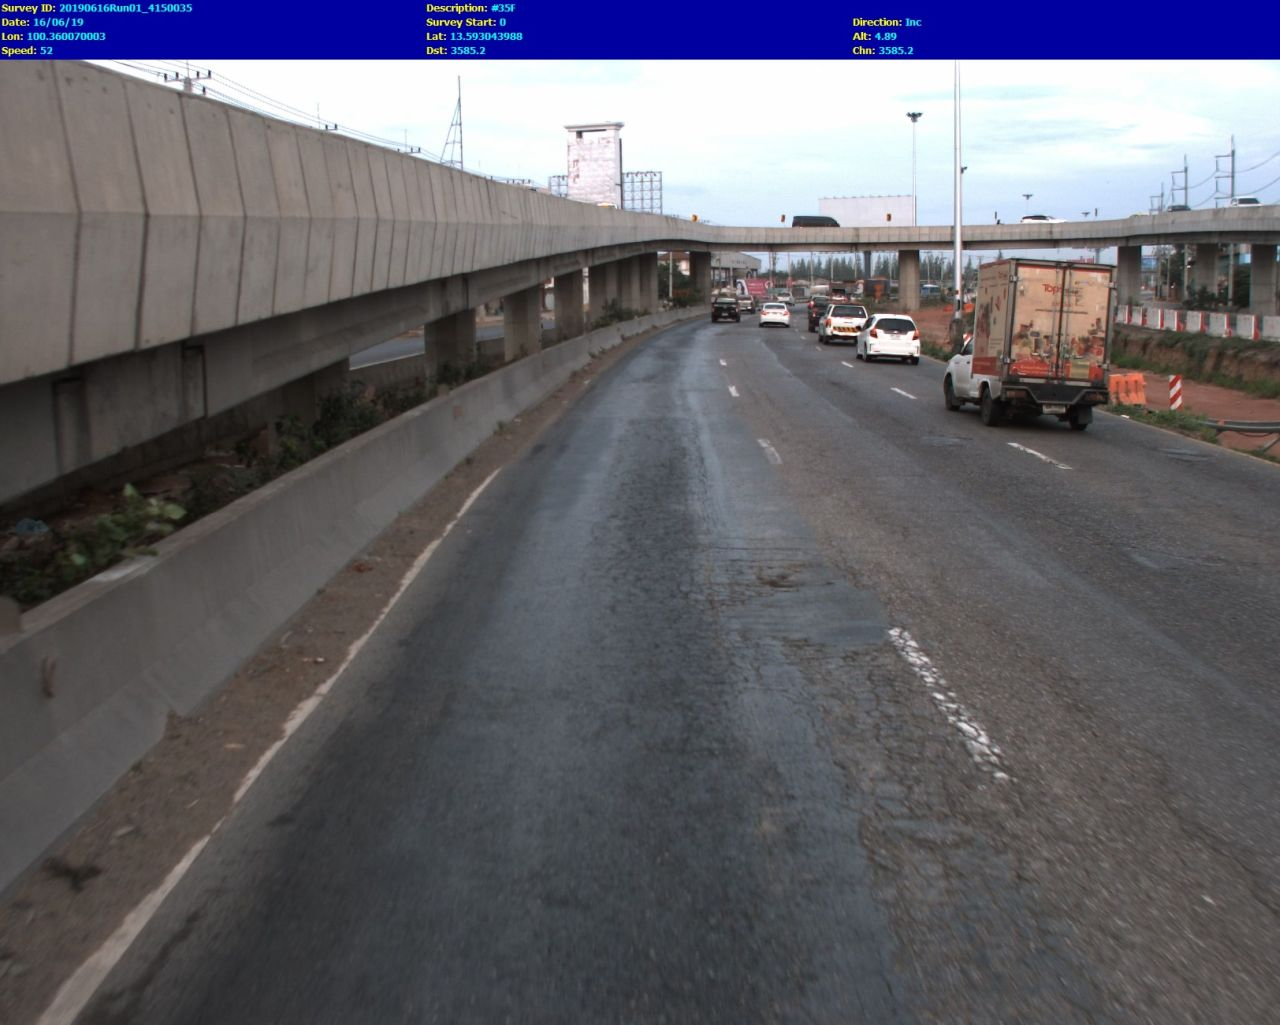 Survey ID: 20190616Run01_4150035
Description: #35F
Date: 16/06/19
Survey Start: 0
Direction: Inc
Lon: 100.360070003
Lat: 13.593043988
Alt: 4.89
Speed: 52
Dst: 3585.2
Chn: 3585.2
Tops